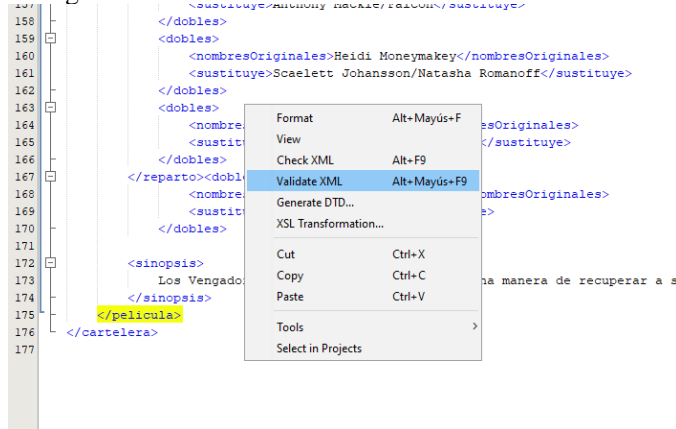 157 <sustituye>Anthony Mackie/Falcon</sustituye>
158 </dobles>
159 <dobles>
160 <nombresOriginales>Heidi Moneymakey</nombresOriginales>
161 <sustituye>Scaelett Johansson/Natasha Romanoff</sustituye>
162 </dobles>
163 <dobles>
164 <nombre esOriginales>
165 <sustit /sustituye>
166 </dobles>
167 </reparto><dobl
168 <nombre mbresOriginales>
169 <sustit e>
170 </dobles>
171
172 <sinopsis>
173 Los Vengado na manera de recuperar a s
174 </sinopsis>
175 </pelicula>
176 </cartelera>
177
Format Alt+Mayús+F
View
Check XML Alt+F9
Validate XML Alt+Mayús+F9
Generate DTD...
XSL Transformation...
Cut Ctrl+X
Copy Ctrl+C
Paste Ctrl+V
Tools
Select in Projects